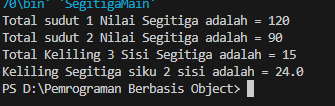 70\bin' 'SegitigaMain'
Total sudut 1 Nilai Segitiga adalah = 120
Total sudut 2 Nilai Segitiga adalah = 90
Total Keliling 3 Sisi Segitiga adalah = 15
Keliling Segitiga siku 2 sisi adalah = 24.0
PS D:\Pemrograman Berbasis Object>